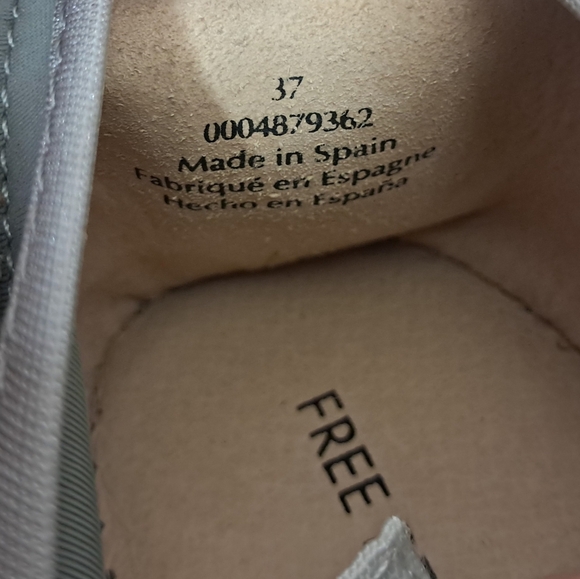 37
0004879362
Made in Spain
Fabriqué en Espagne
Hecho en España
FREE